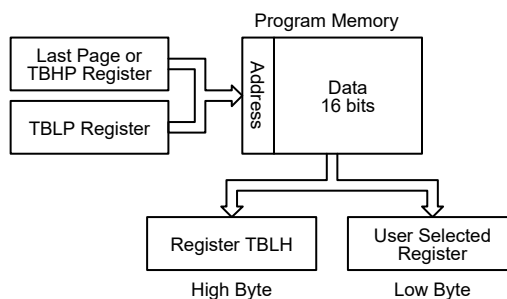 Program Memory
Last Page or
TBHP Register
TBLP Register
Address
Data
16 bits
Register TBLH
User Selected
Register
High Byte
Low Byte